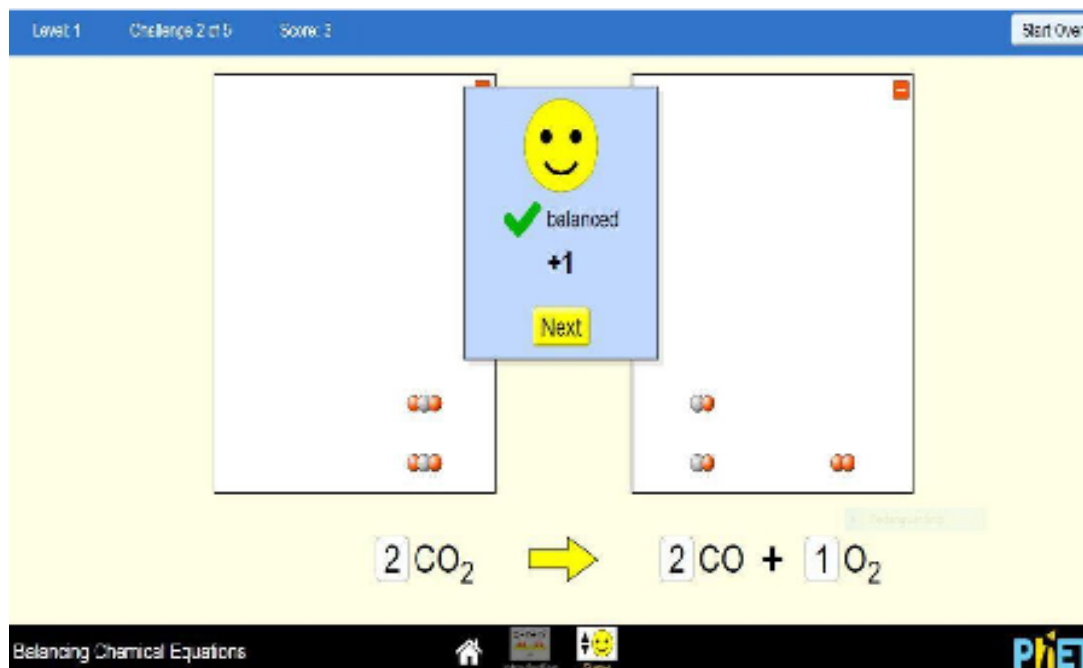 Level: 1 Challenge 2 of 5 Score: 3 Start Over
balanced
+1
Next
2 CO₂ 2 CO + 1 O₂
Balancing Chemical Equations
PhET